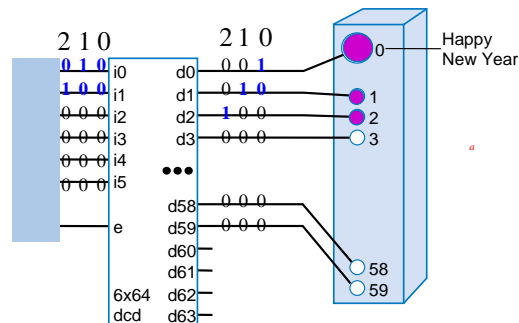 2 1 0 2 1 0
0 1 0 i0 d0 0 0 1 0 Happy
New Year
1 0 0 i1 d1 0 1 0 1
0 0 0 i2 d2 1 0 0 2
0 0 0 i3 d3 0 0 0 3
0 0 0 i4
a
0 0 0 i5
d58 0 0 0
e d59 0 0 0
d60
d61 58
6x64 d62 59
dcd d63